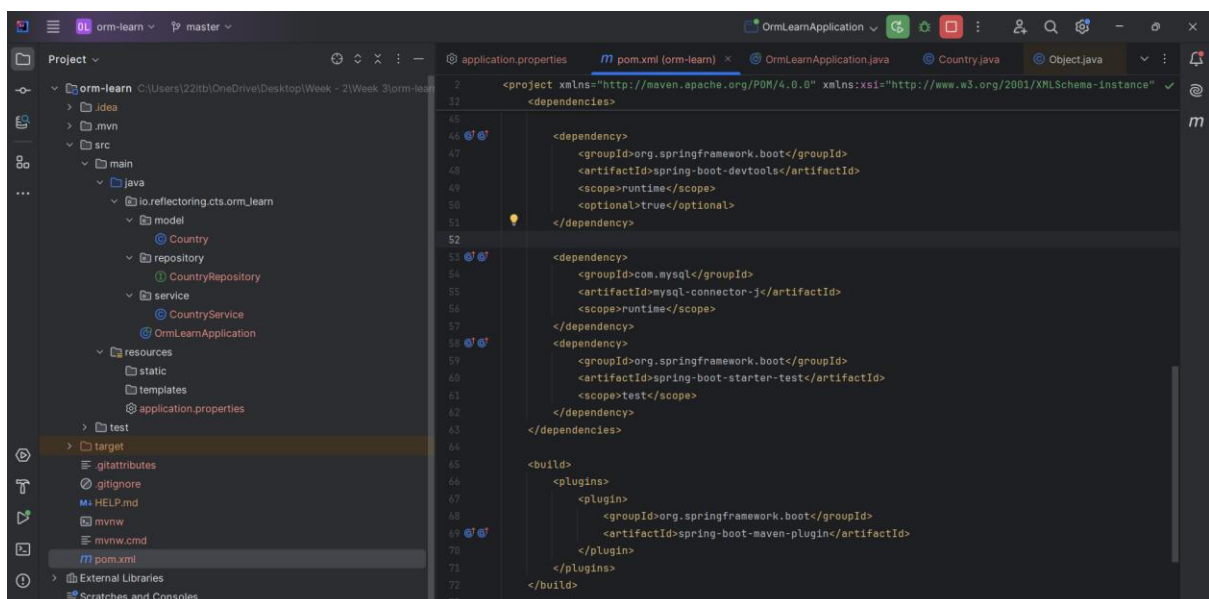 OL orm-learn master OrmLearnApplication
Project
orm-learn C:\Users\22itb\OneDrive\Desktop\Week - 2\Week 3\orm-lear
.idea
.mvn
src
main
java
io.reflectoring.cts.orm_learn
model
Country
repository
CountryRepository
service
CountryService
OrmLearnApplication
resources
static
templates
application.properties
test
target
.gitattributes
.gitignore
M↓ HELP.md
mvnw
mvnw.cmd
m pom.xml
External Libraries
Scratches and Consoles
application.properties m pom.xml (orm-learn) OrmLearnApplication.java Country.java Object.java
2 <project xmlns="http://maven.apache.org/POM/4.0.0" xmlns:xsi="http://www.w3.org/2001/XMLSchema-instance"
32 <dependencies>
45
46 <dependency>
47 <groupId>org.springframework.boot</groupId>
48 <artifactId>spring-boot-devtools</artifactId>
49 <scope>runtime</scope>
50 <optional>true</optional>
51 </dependency>
52
53 <dependency>
54 <groupId>com.mysql</groupId>
55 <artifactId>mysql-connector-j</artifactId>
56 <scope>runtime</scope>
57 </dependency>
58 <dependency>
59 <groupId>org.springframework.boot</groupId>
60 <artifactId>spring-boot-starter-test</artifactId>
61 <scope>test</scope>
62 </dependency>
63 </dependencies>
64
65 <build>
66 <plugins>
67 <plugin>
68 <groupId>org.springframework.boot</groupId>
69 <artifactId>spring-boot-maven-plugin</artifactId>
70 </plugin>
71 </plugins>
72 </build>
m